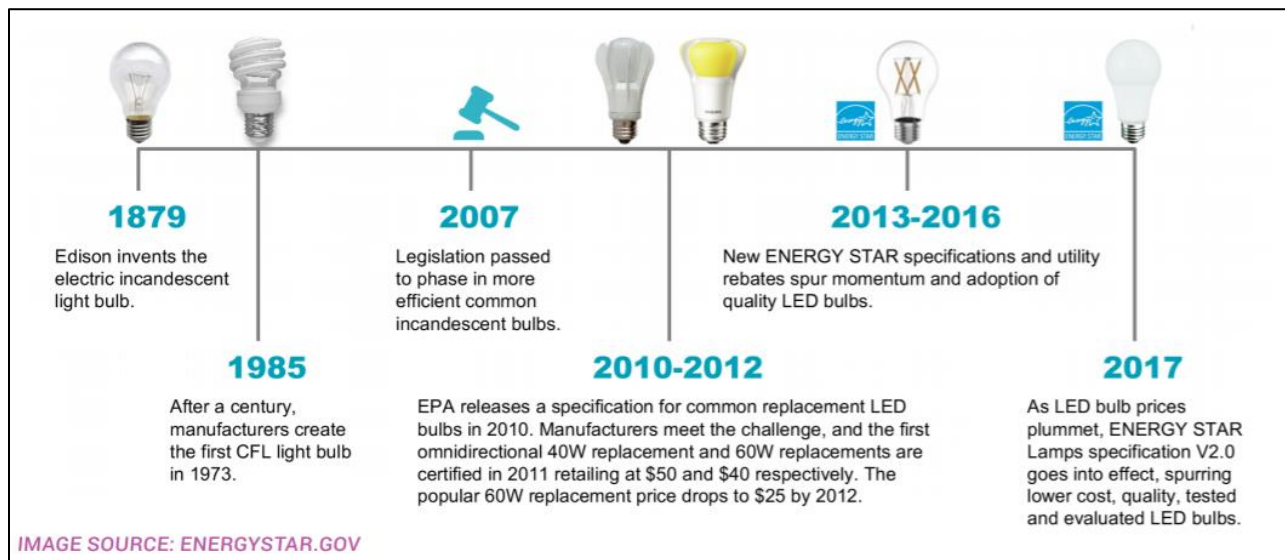 ENERGY STAR
ENERGY STAR
1879
Edison invents the
electric incandescent
light bulb.
1985
After a century,
manufacturers create
the first CFL light bulb
in 1973.
2007
Legislation passed
to phase in more
efficient common
incandescent bulbs.
2010-2012
EPA releases a specification for common replacement LED
bulbs in 2010. Manufacturers meet the challenge, and the first
omnidirectional 40W replacement and 60W replacements are
certified in 2011 retailing at $50 and $40 respectively. The
popular 60W replacement price drops to $25 by 2012.
2013-2016
New ENERGY STAR specifications and utility
rebates spur momentum and adoption of
quality LED bulbs.
2017
As LED bulb prices
plummet, ENERGY STAR
Lamps specification V2.0
goes into effect, spurring
lower cost, quality, tested
and evaluated LED bulbs.
IMAGE SOURCE: ENERGYSTAR.GOV